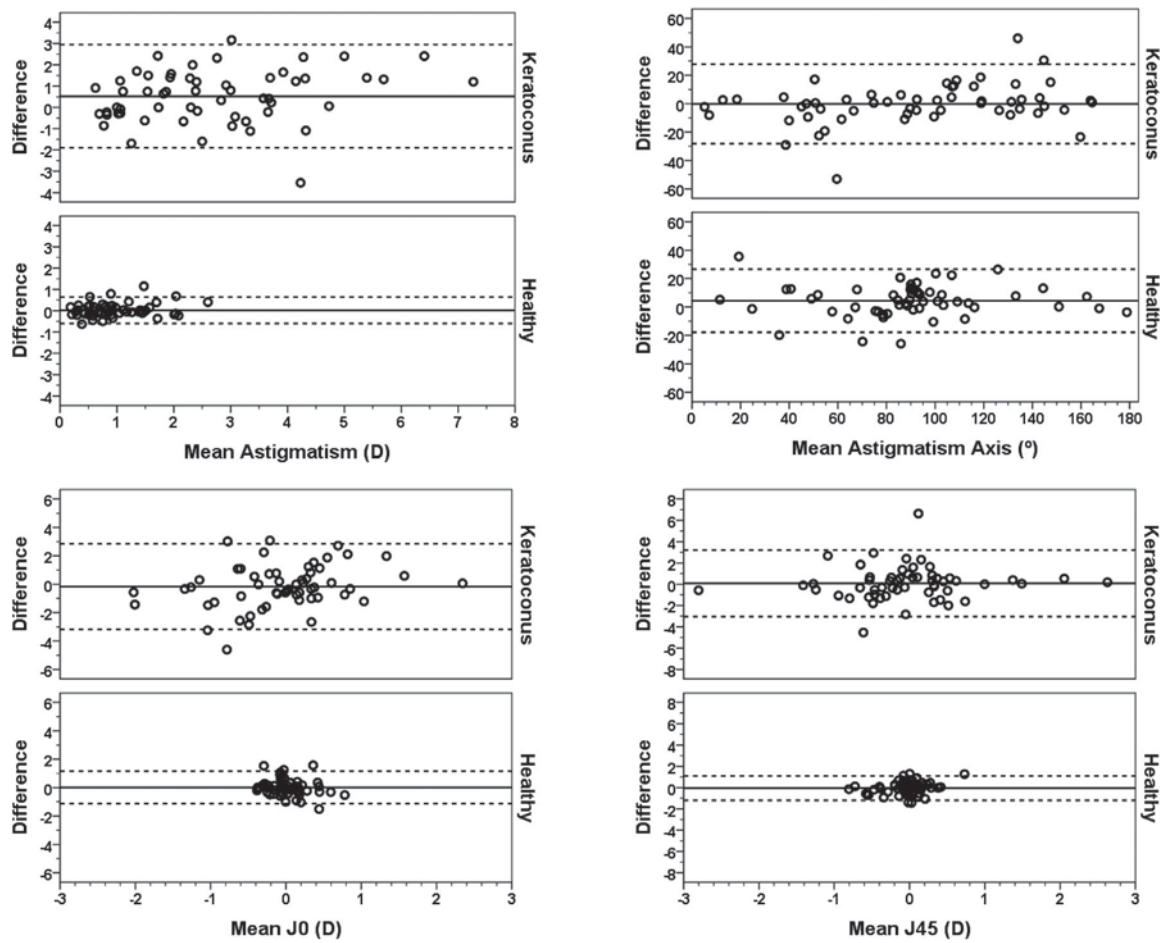 4
3
2
1
0
-1
-2
-3
-4
Difference
Keratoconus
4
3
2
1
0
-1
-2
-3
-4
Difference
Healthy
0 1 2 3 4 5 6 7 8
Mean Astigmatism (D)
60
40
20
0
-20
-40
-60
Difference
Keratoconus
60
40
20
0
-20
-40
-60
Difference
Healthy
0 20 40 60 80 100 120 140 160 180
Mean Astigmatism Axis (º)
6
4
2
0
-2
-4
-6
Difference
Keratoconus
6
4
2
0
-2
-4
-6
Difference
Healthy
-3 -2 -1 0 1 2 3
Mean J0 (D)
8
6
4
2
0
-2
-4
-6
-8
Difference
Keratoconus
8
6
4
2
0
-2
-4
-6
-8
Difference
Healthy
-3 -2 -1 0 1 2 3
Mean J45 (D)